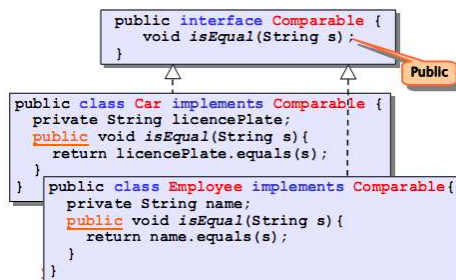 public interface Comparable {
void isEqual(String s);
}
Public
public class Car implements Comparable {
private String licencePlate;
public void isEqual(String s){
return licencePlate.equals(s);
}
}
public class Employee implements Comparable{
private String name;
public void isEqual(String s){
return name.equals(s);
}
}